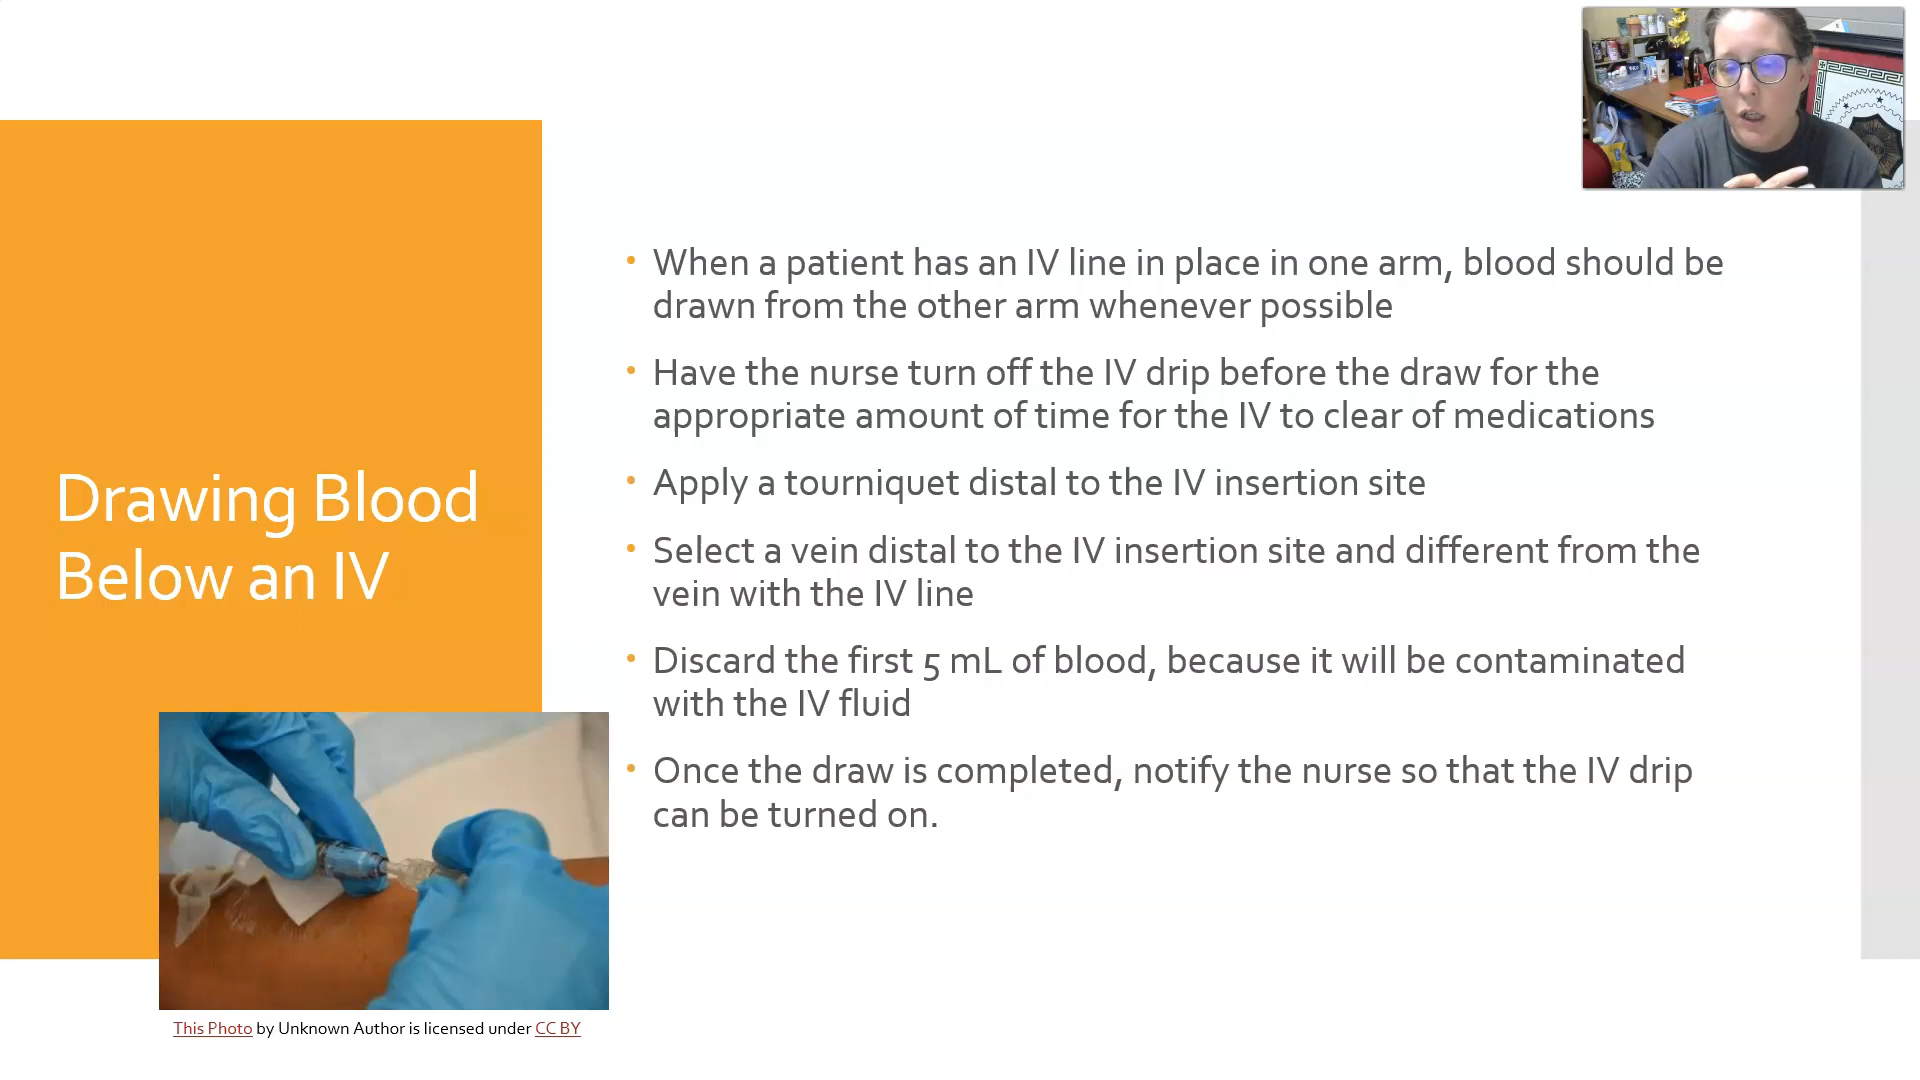 Drawing Blood
Below an IV
When a patient has an IV line in place in one arm, blood should be
drawn from the other arm whenever possible
Have the nurse turn off the IV drip before the draw for the
appropriate amount of time for the IV to clear of medications
Apply a tourniquet distal to the IV insertion site
Select a vein distal to the IV insertion site and different from the
vein with the IV line
Discard the first 5 mL of blood, because it will be contaminated
with the IV fluid
Once the draw is completed, notify the nurse so that the IV drip
can be turned on.
This Photo by Unknown Author is licensed under CC BY